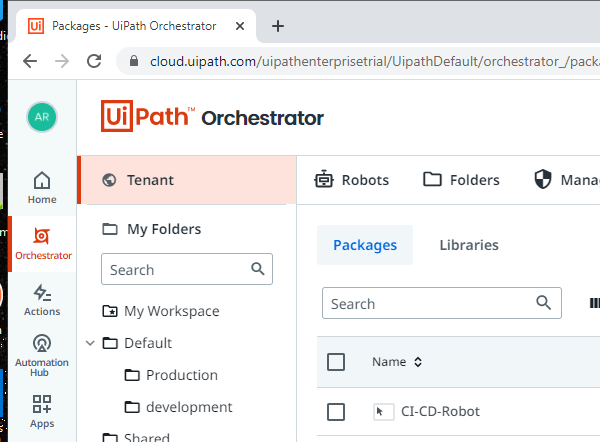 Packages - UiPath Orchestrator
cloud.uipath.com/uipathenterprisetrial/UipathDefault/orchestrator_/packa
AR
UiPath™ Orchestrator
Tenant
Robots
Folders
Mana
Home
My Folders
Orchestrator
Packages
Libraries
Search
Search
Actions
My Workspace
Default
Automation
Hub
Name
Production
Apps
development
CI-CD-Robot
Shared